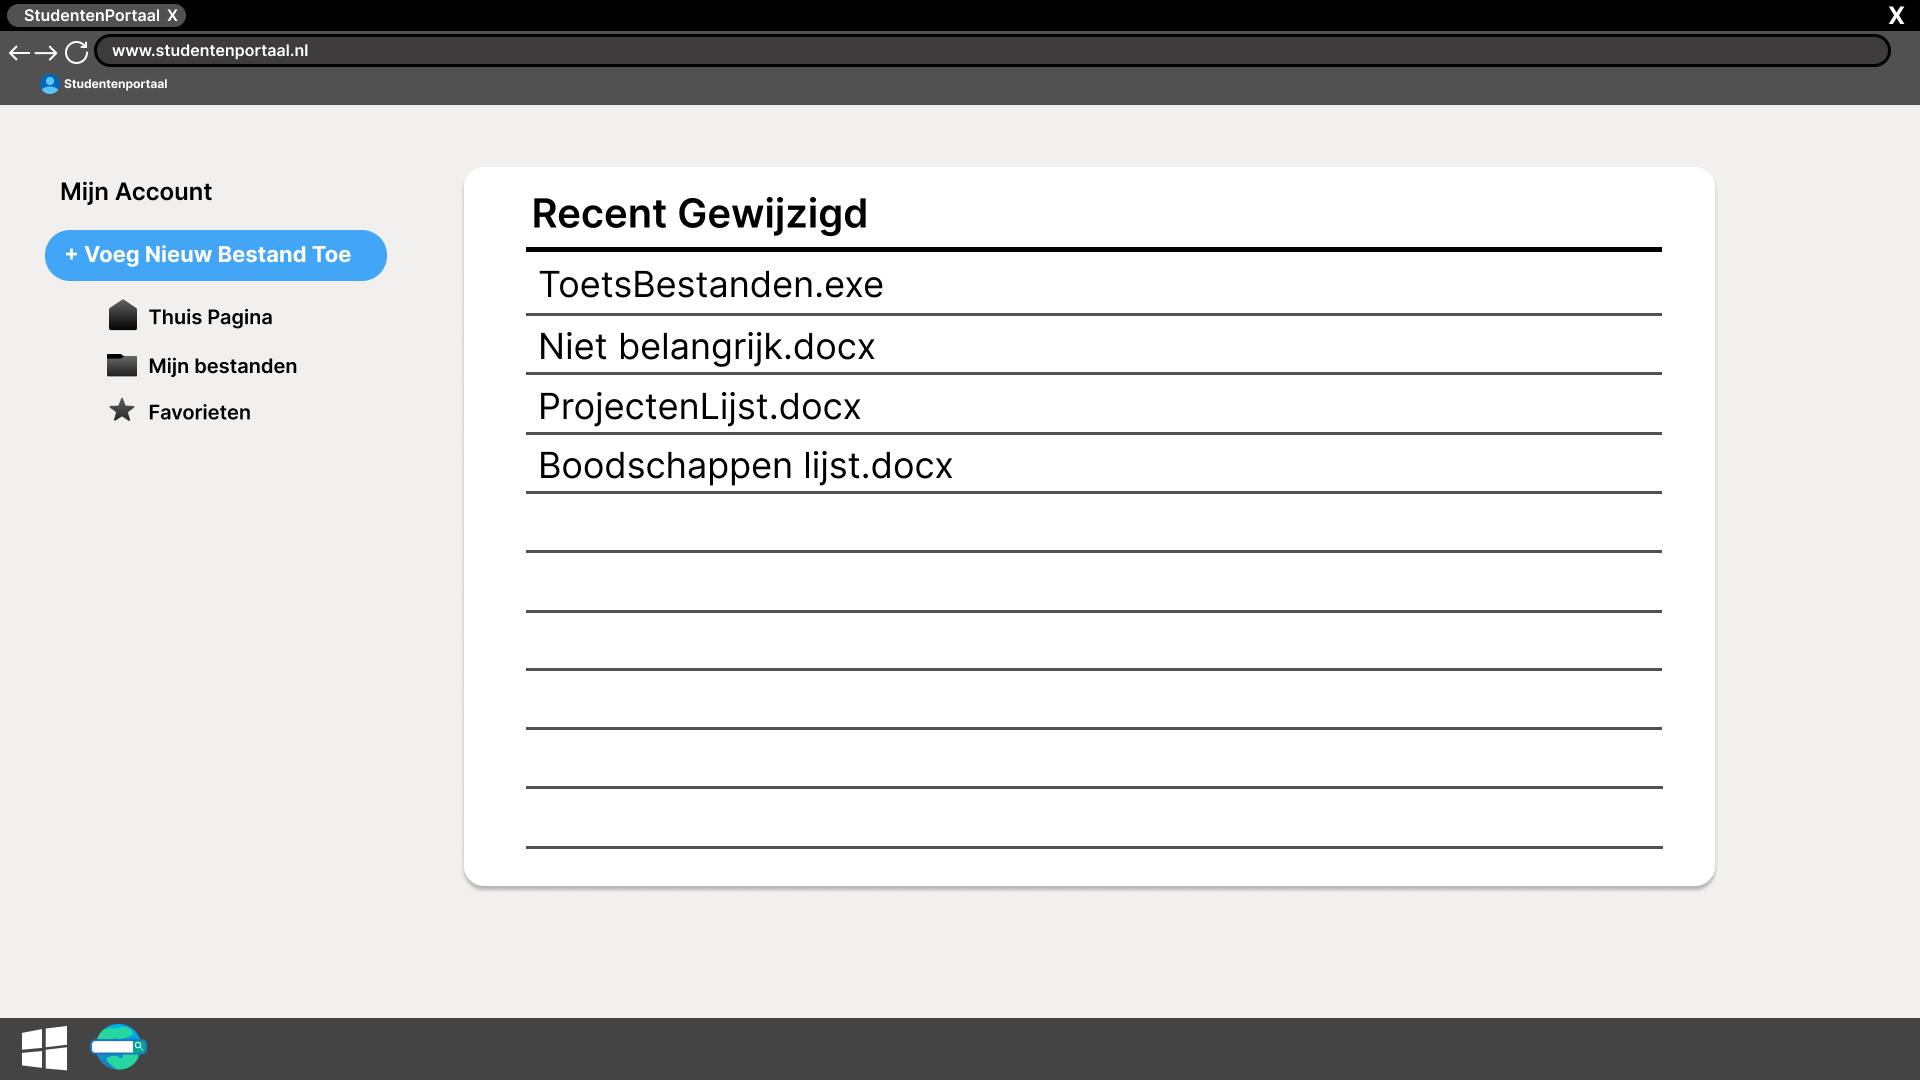 StudentenPortaal X
X
www.studentenportaal.nl
Studentenportaal
Mijn Account
+ Voeg Nieuw Bestand Toe
Thuis Pagina
Mijn bestanden
Favorieten
Recent Gewijzigd
ToetsBestanden.exe
Niet belangrijk.docx
ProjectenLijst.docx
Boodschappen lijst.docx